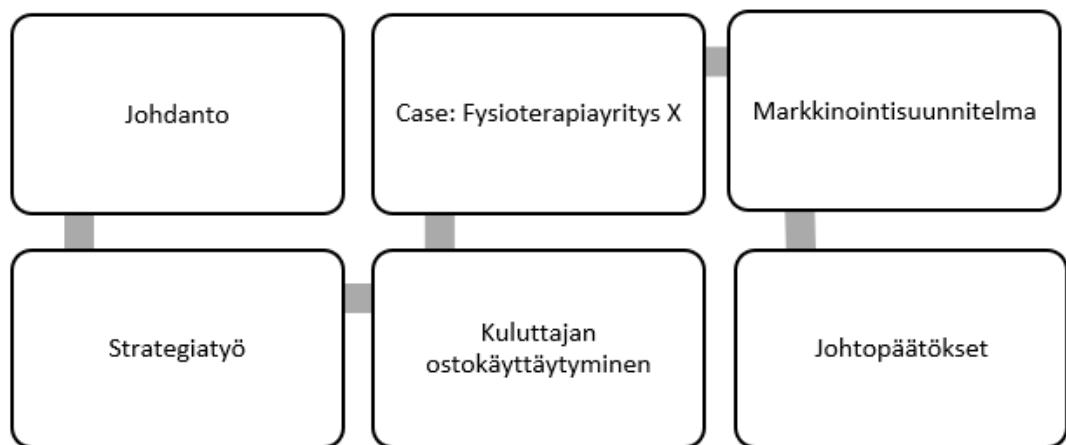 Johdanto
Strategiatyö
Kuluttajan
ostokäyttäytyminen
Case: Fysioterapiayritys X
Markkinointisuunnitelma
Johtopäätökset